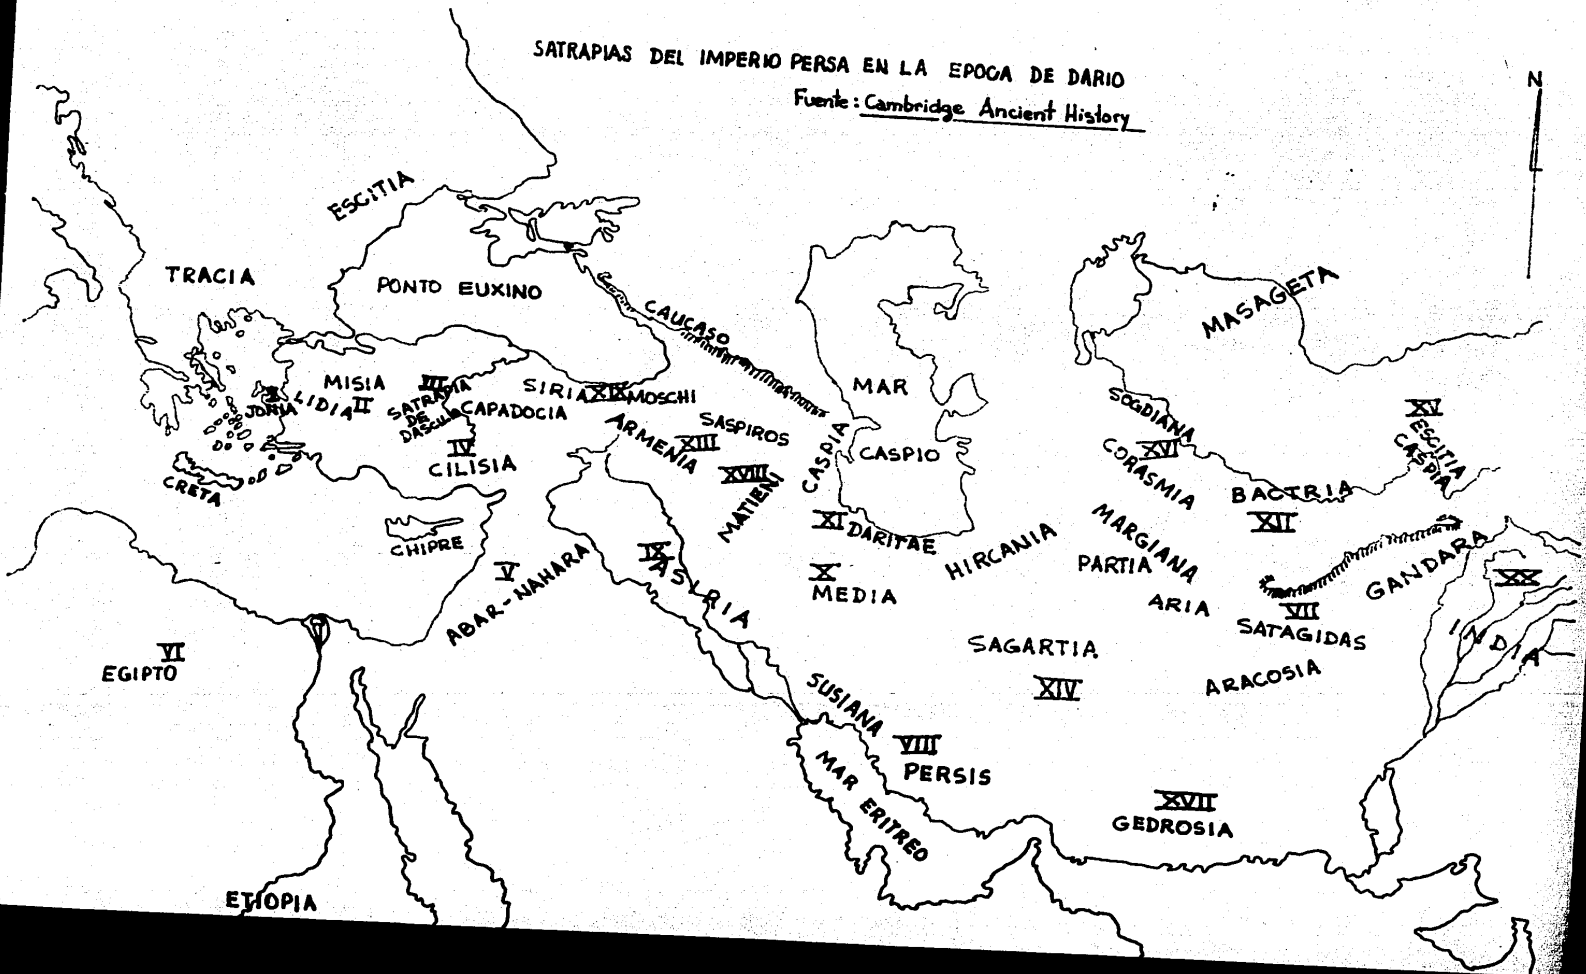 SATRAPIAS DEL IMPERIO PERSA EN LA EPOCA DE DARIO
Fuente: Cambridge Ancient History
N
ESCITIA
TRACIA
PONTO EUXINO
CAUCASO
MASAGETA
MAR
CASPIO
MISIA
III
SATRAPIA
DE
DASCULA
LIDIA II
I
JONIA
CAPADOCIA
SIRIA XIX MOSCHI
IV
CILISIA
ARMENIA
XIII
SASPIROS
XVIII
MATIENI
CASPIA
SOGDIANA
XVI
CORASMIA
XV
ESCITIA
CASPIA
BACTRIA
XII
CRETA
CHIPRE
V
ABAR-NAHARA
IX
ASIRIA
XI DARITAE
X
MEDIA
HIRCANIA
MARGIANA
PARTIA
ARIA
GANDARA
XX
INDIA
VII
SATAGIDAS
SAGARTIA
XIV
ARACOSIA
VI
EGIPTO
SUSIANA
VIII
PERSIS
MAR ERITREO
XVII
GEDROSIA
ETIOPIA